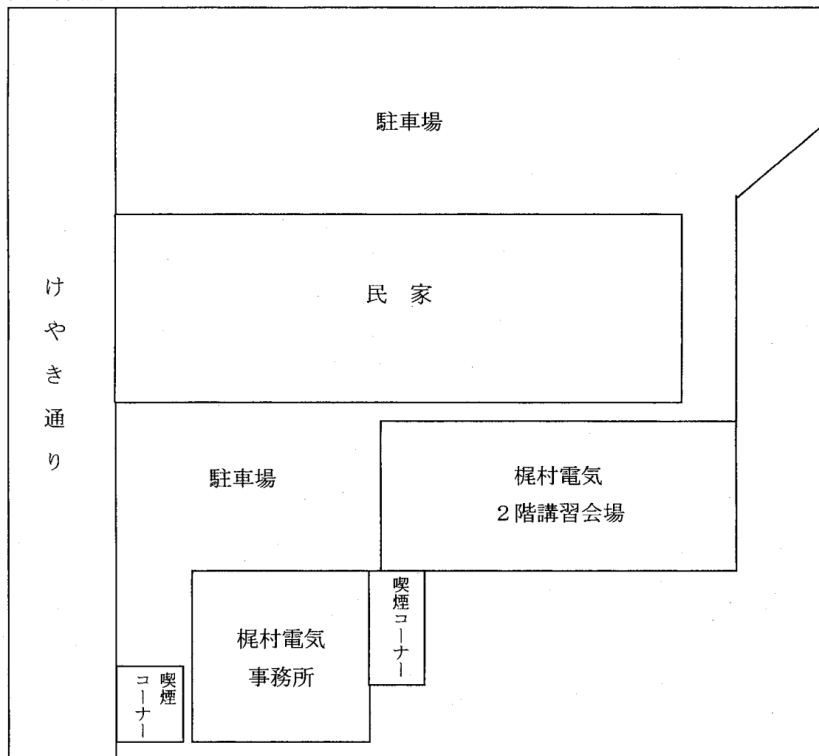 駐車場
民 家
けやき通り
駐車場
梶村電気
２階講習会場
喫煙コーナー
梶村電気
事務所
喫煙
コーナー